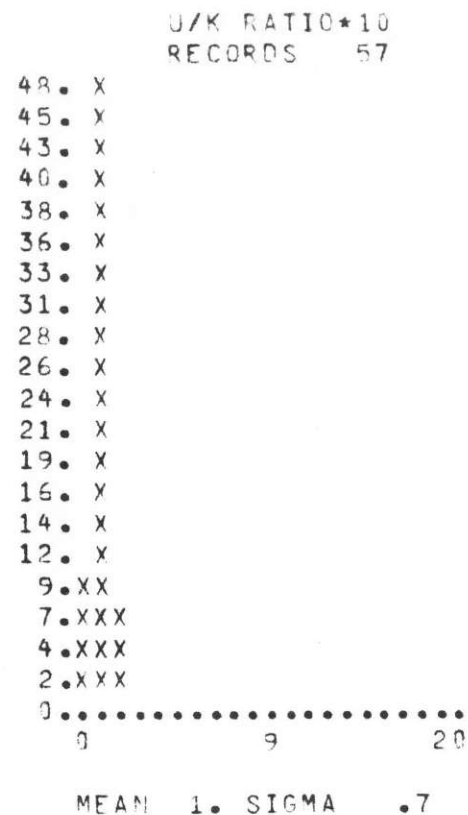 U/K RATIO*10
RECORDS 57
48. X
45. X
43. X
40. X
38. X
36. X
33. X
31. X
28. X
26. X
24. X
21. X
19. X
16. X
14. X
12. X
9.XX
7.XXX
4.XXX
2.XXX
0..................
0 9 20
MEAN 1. SIGMA .7